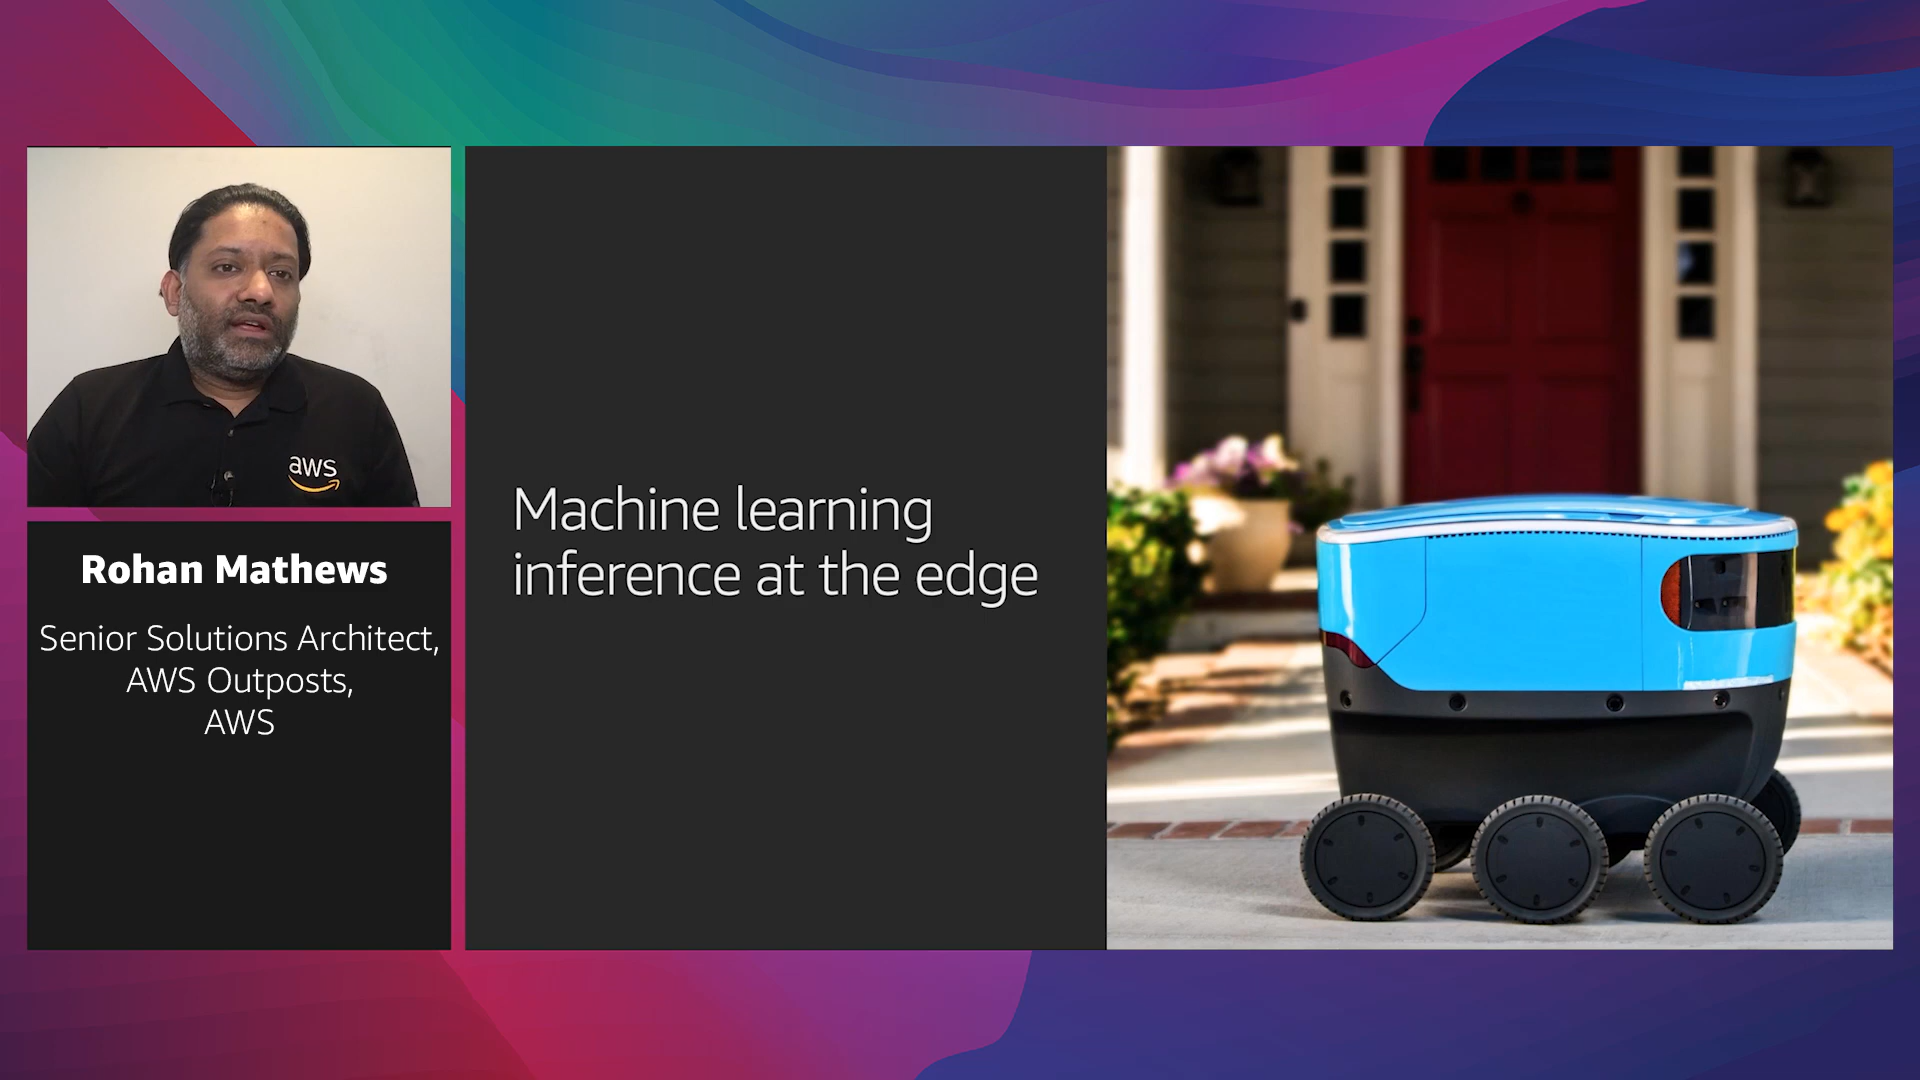 aws
Rohan Mathews
Senior Solutions Architect,
AWS Outposts,
AWS
Machine learning
inference at the edge